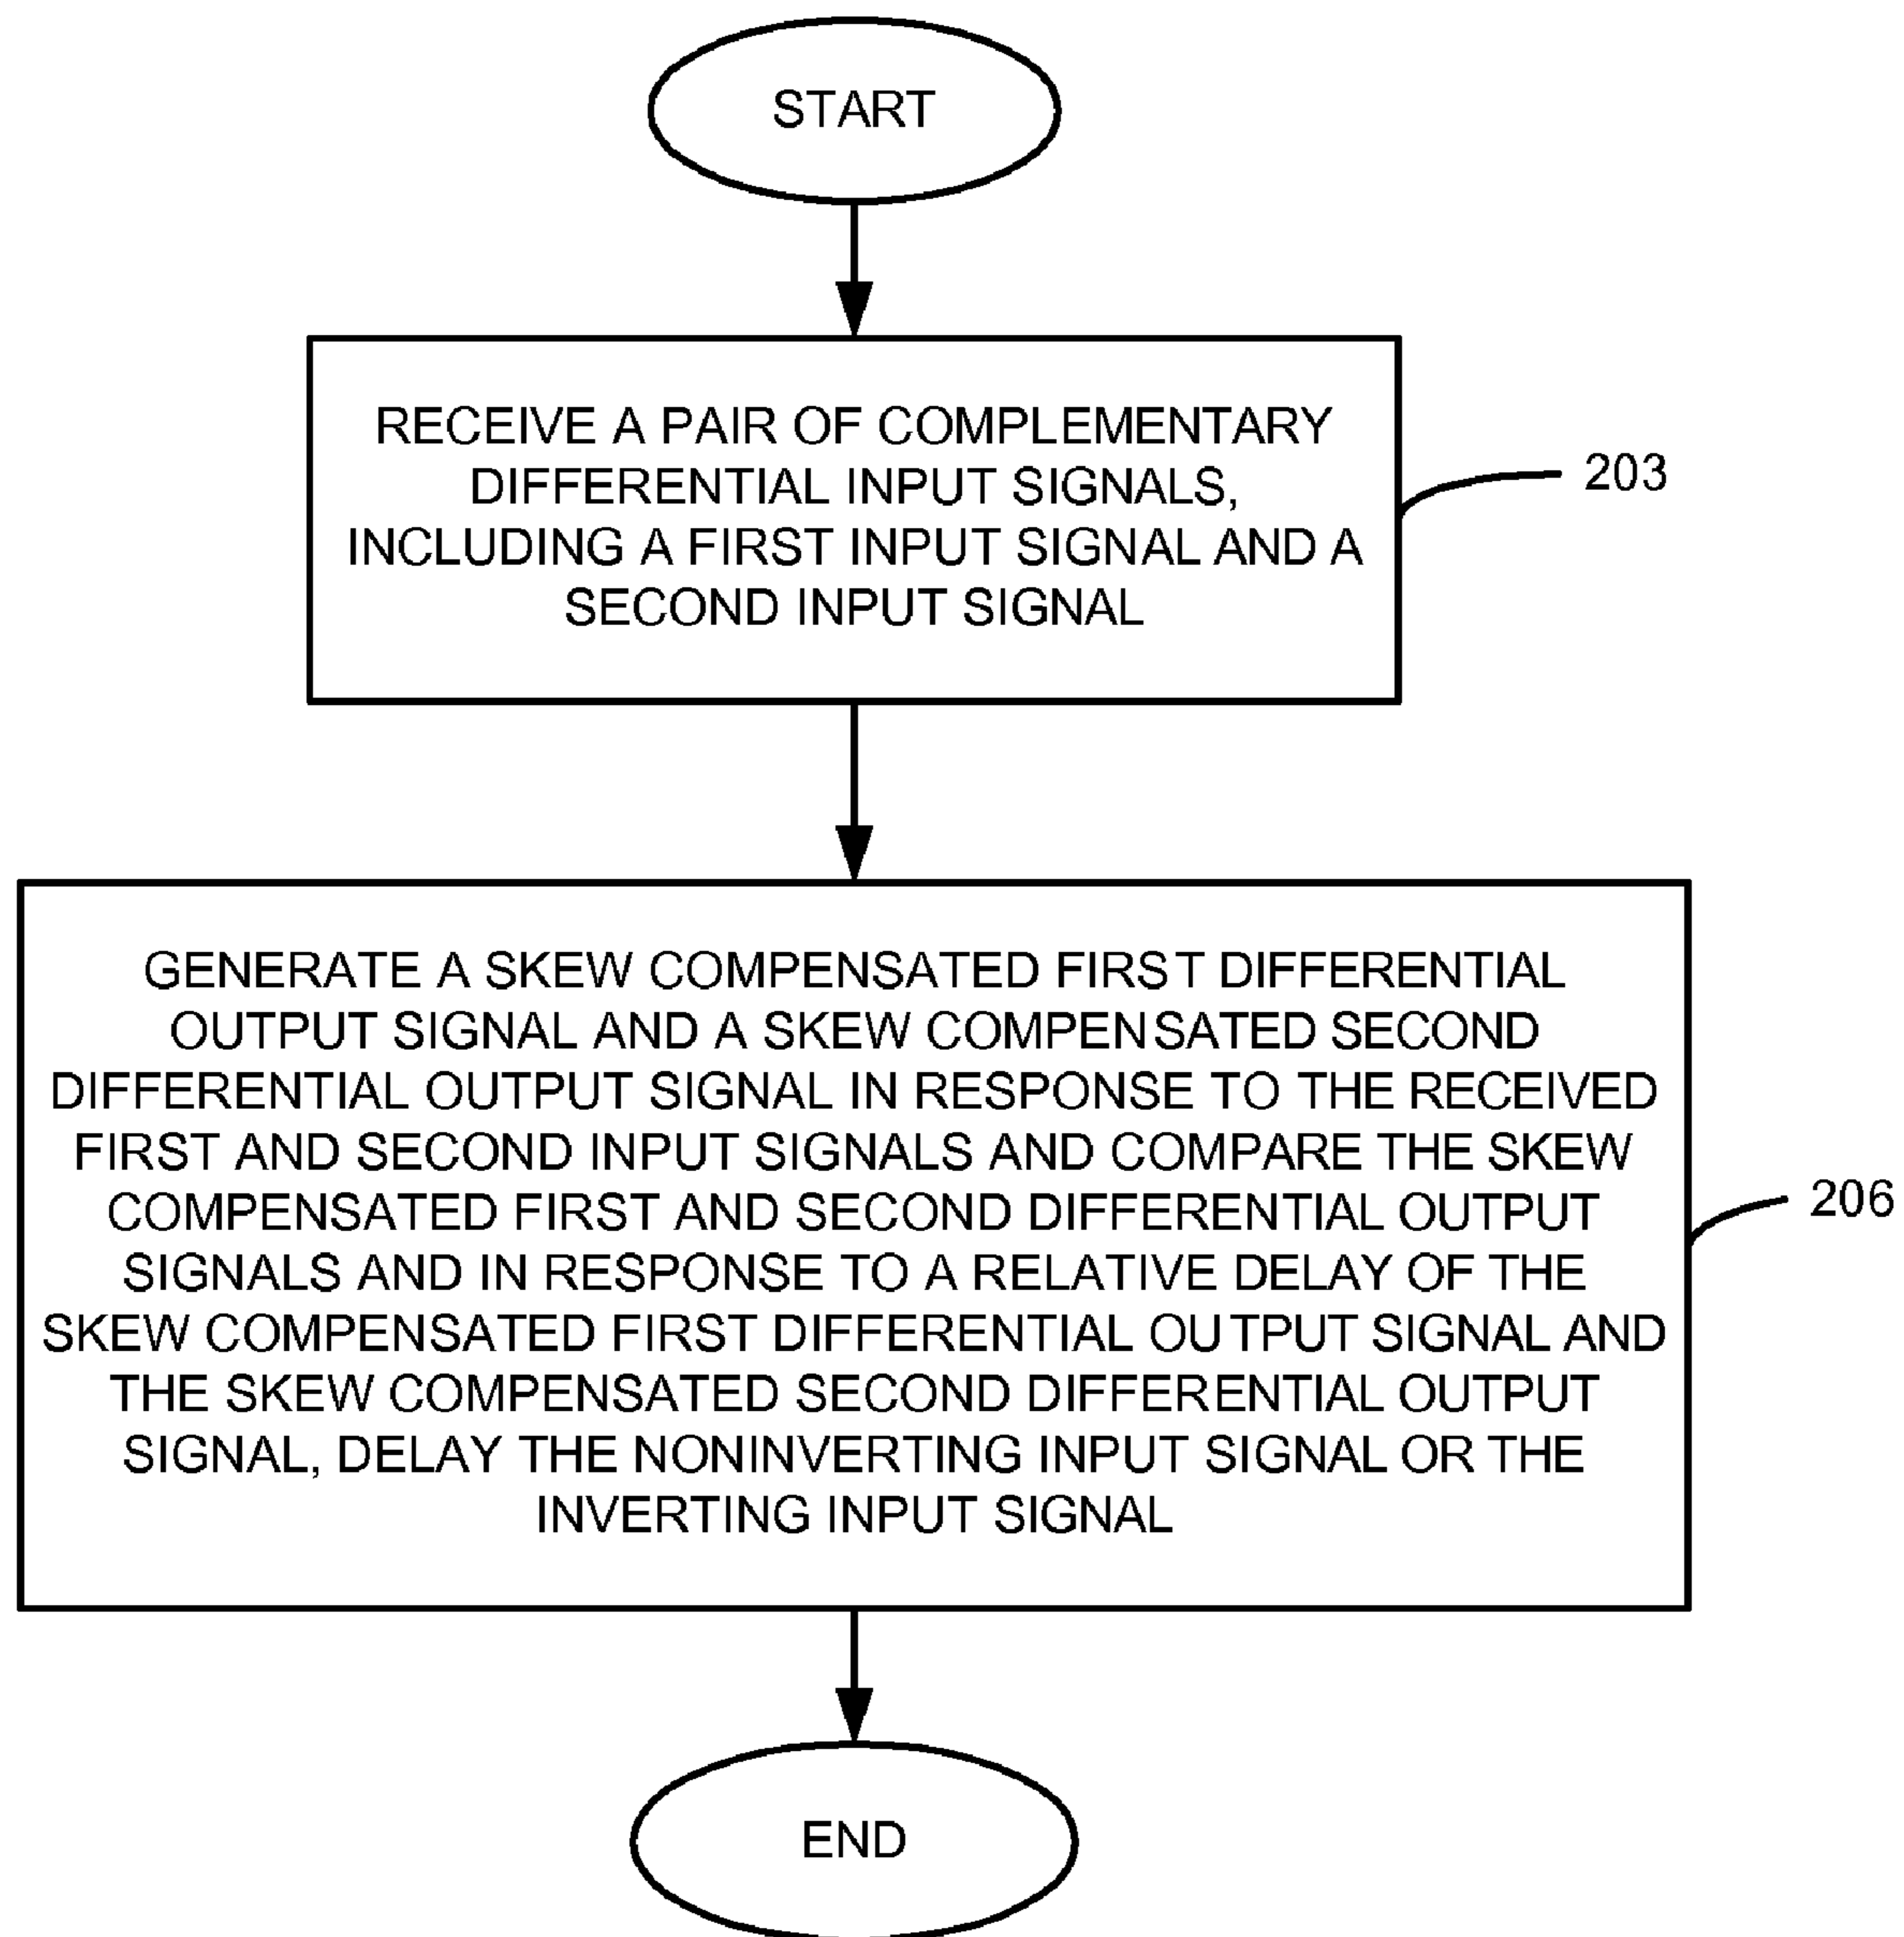 START
RECEIVE A PAIR OF COMPLEMENTARY
DIFFERENTIAL INPUT SIGNALS,
INCLUDING A FIRST INPUT SIGNAL AND A
SECOND INPUT SIGNAL
203
GENERATE A SKEW COMPENSATED FIRST DIFFERENTIAL
OUTPUT SIGNAL AND A SKEW COMPENSATED SECOND
DIFFERENTIAL OUTPUT SIGNAL IN RESPONSE TO THE RECEIVED
FIRST AND SECOND INPUT SIGNALS AND COMPARE THE SKEW
COMPENSATED FIRST AND SECOND DIFFERENTIAL OUTPUT
SIGNALS AND IN RESPONSE TO A RELATIVE DELAY OF THE
SKEW COMPENSATED FIRST DIFFERENTIAL OUTPUT SIGNAL AND
THE SKEW COMPENSATED SECOND DIFFERENTIAL OUTPUT
SIGNAL, DELAY THE NONINVERTING INPUT SIGNAL OR THE
INVERTING INPUT SIGNAL
206
END